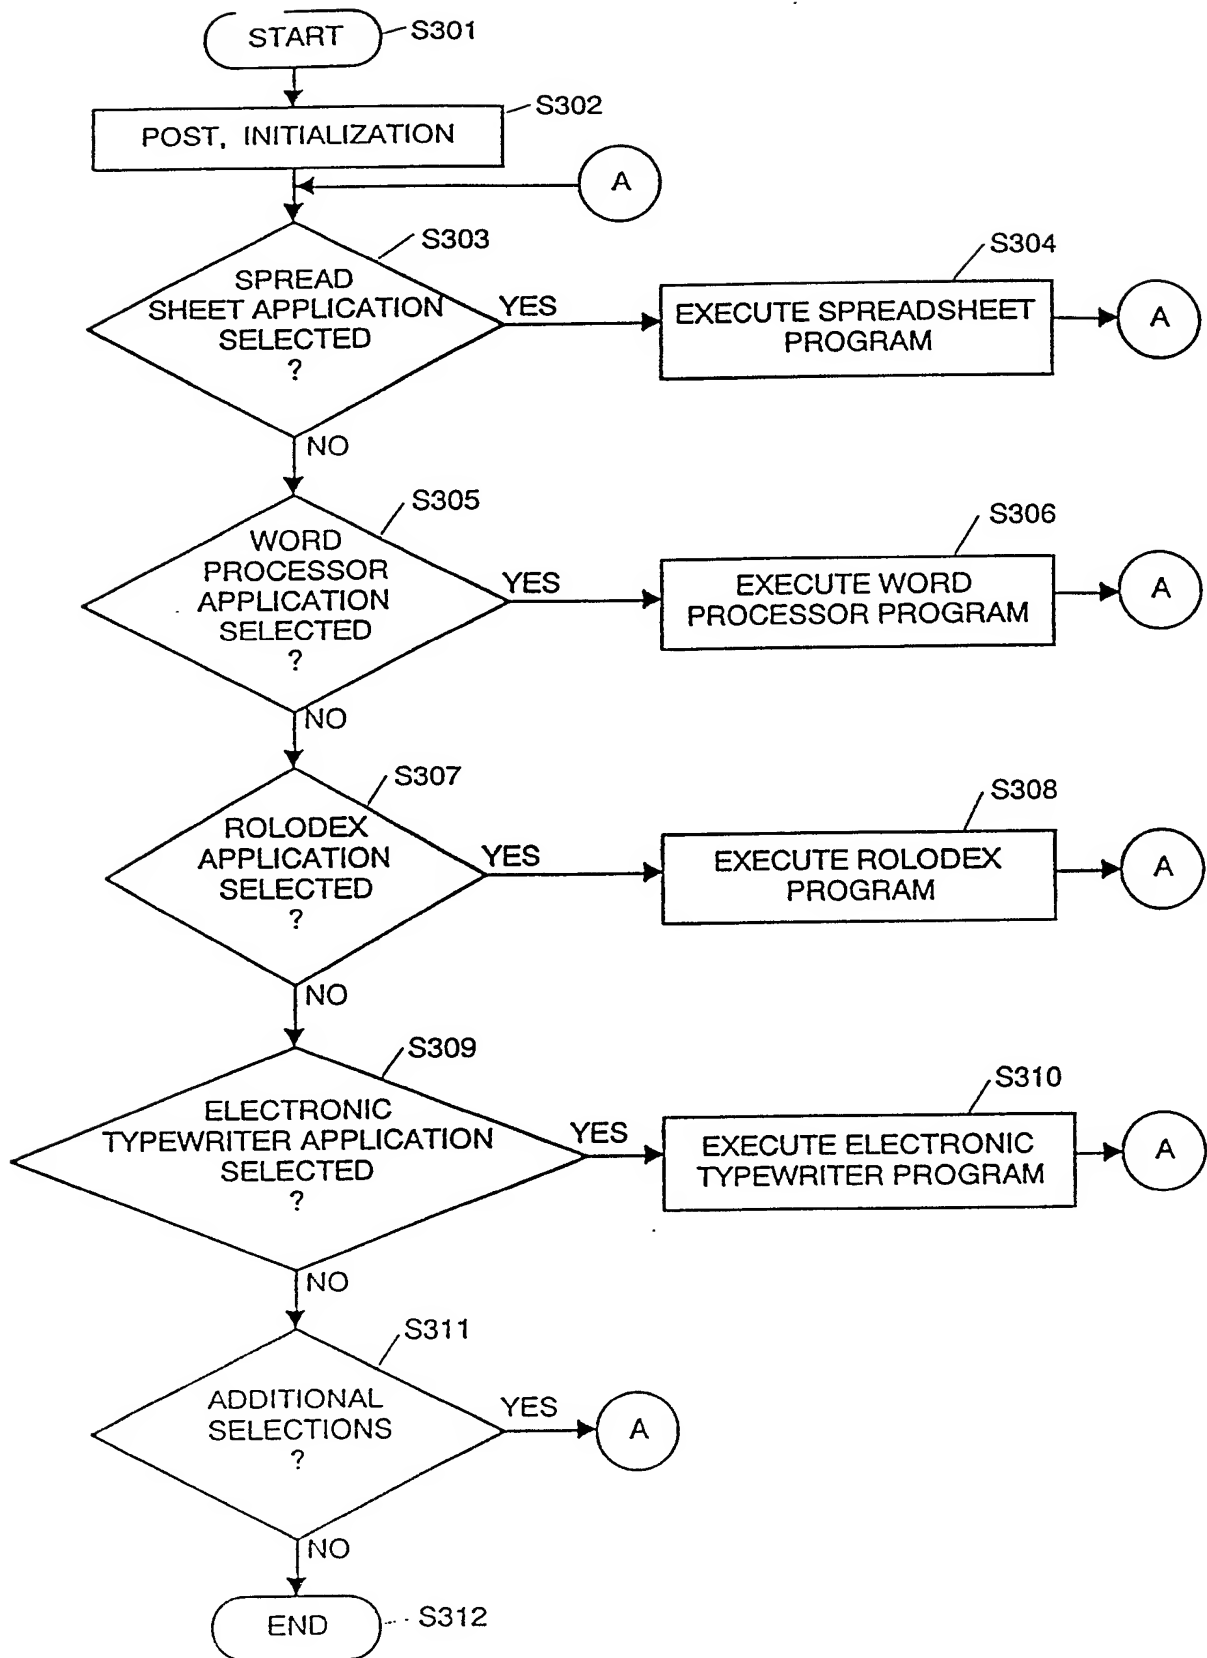 START
S301
S302
POST, INITIALIZATION
A
S303
SPREAD
SHEET APPLICATION
SELECTED
?
YES
S304
EXECUTE SPREADSHEET
PROGRAM
A
NO
S305
WORD
PROCESSOR
APPLICATION
SELECTED
?
YES
S306
EXECUTE WORD
PROCESSOR PROGRAM
A
NO
S307
ROLODEX
APPLICATION
SELECTED
?
YES
S308
EXECUTE ROLODEX
PROGRAM
A
NO
S309
ELECTRONIC
TYPEWRITER APPLICATION
SELECTED
?
YES
S310
EXECUTE ELECTRONIC
TYPEWRITER PROGRAM
A
NO
S311
ADDITIONAL
SELECTIONS
?
YES
A
NO
END
S312